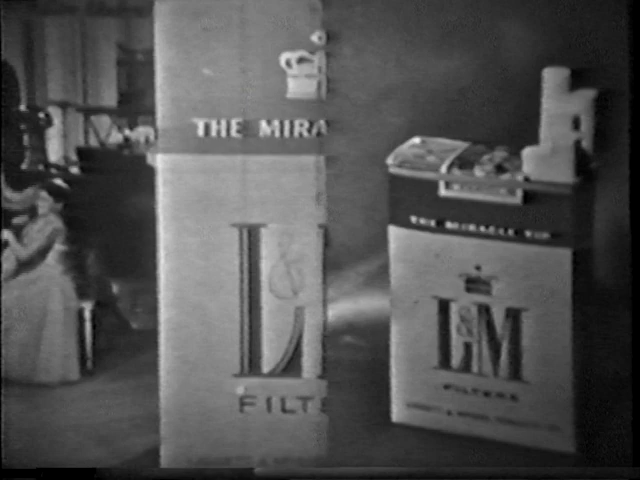 THE MIRA
L&
FILT
THE MIRACLE TIP
L&M
FILTERS